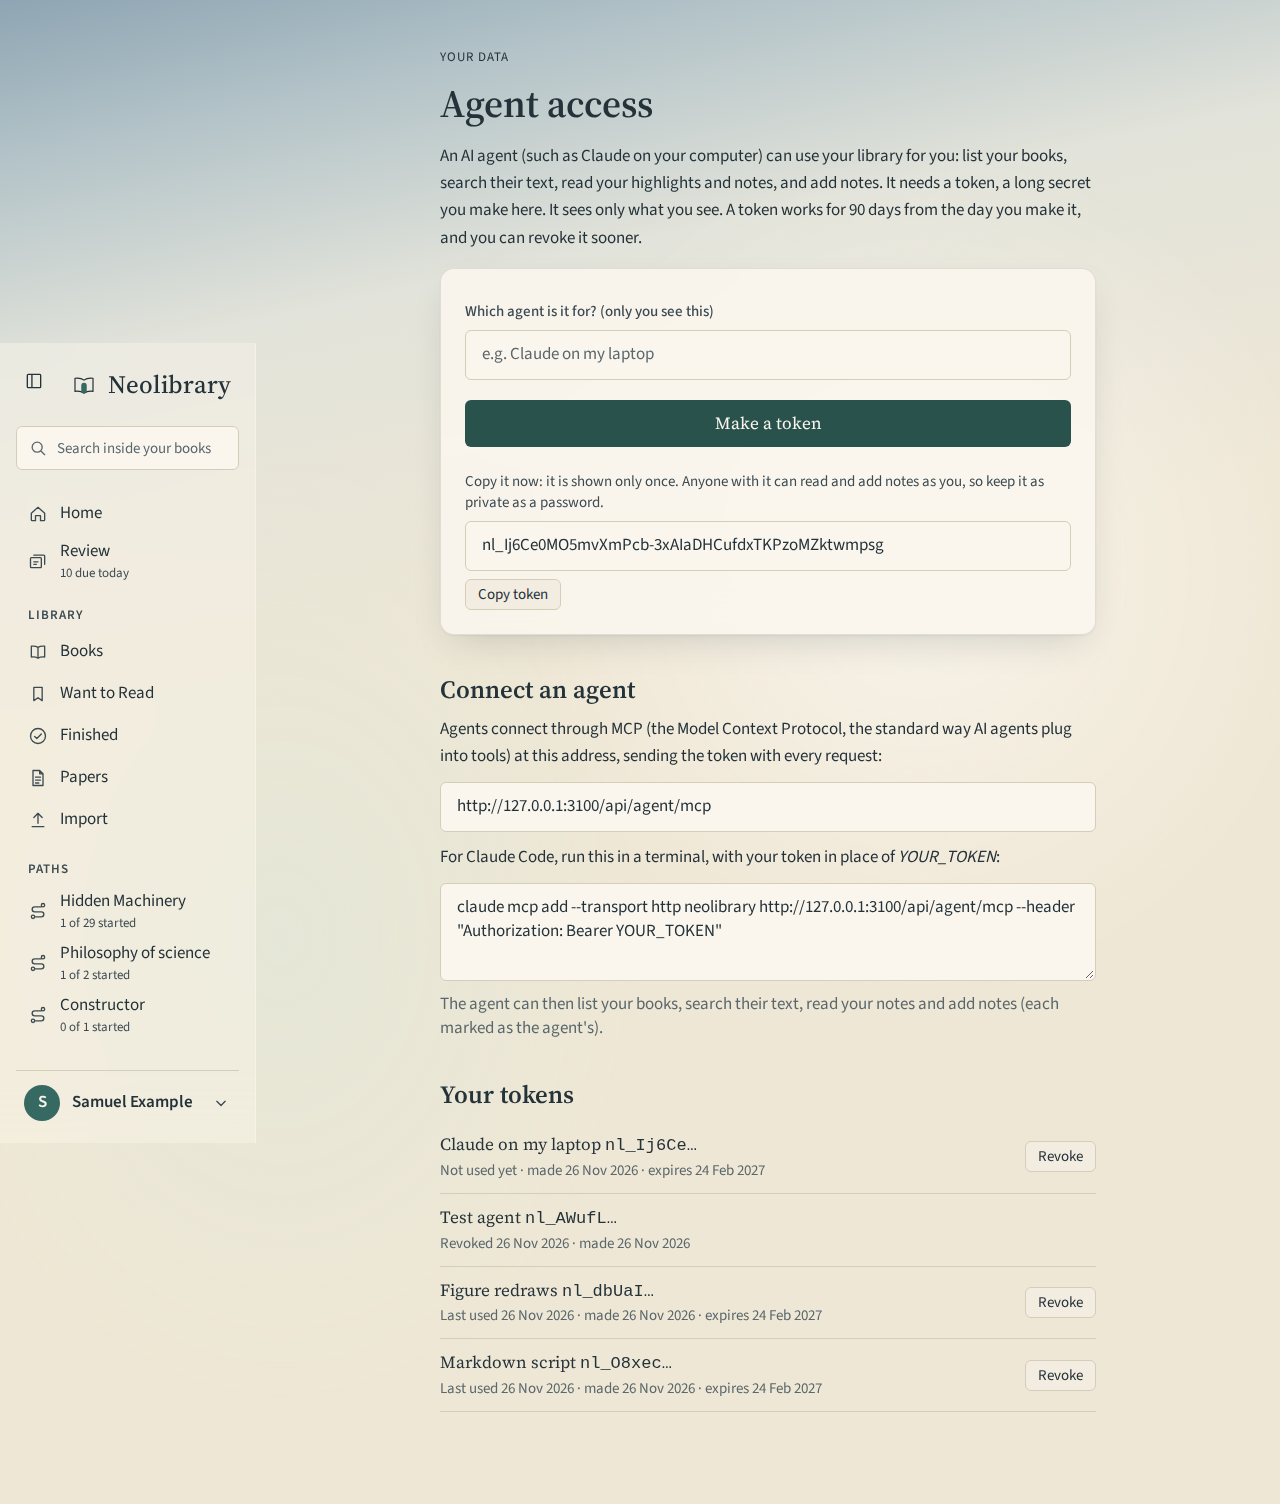 YOUR DATA
Agent access
An AI agent (such as Claude on your computer) can use your library for you: list your books,
search their text, read your highlights and notes, and add notes. It needs a token, a long secret
you make here. It sees only what you see. A token works for 90 days from the day you make it,
and you can revoke it sooner.
Which agent is it for? (only you see this)
e.g. Claude on my laptop
Make a token
Copy it now: it is shown only once. Anyone with it can read and add notes as you, so keep it as
private as a password.
nl_Ij6Ce0MO5mvXmPcb-3xAIaDHCufdxTKPzoMZktwmpsg
Copy token
Connect an agent
Agents connect through MCP (the Model Context Protocol, the standard way AI agents plug
into tools) at this address, sending the token with every request:
http://127.0.0.1:3100/api/agent/mcp
For Claude Code, run this in a terminal, with your token in place of YOUR_TOKEN:
claude mcp add --transport http neolibrary http://127.0.0.1:3100/api/agent/mcp --header
"Authorization: Bearer YOUR_TOKEN"
The agent can then list your books, search their text, read your notes and add notes (each
marked as the agent's).
Your tokens
Claude on my laptop nl_Ij6Ce…
Not used yet · made 26 Nov 2026 · expires 24 Feb 2027
Revoke
Test agent nl_AWufL…
Revoked 26 Nov 2026 · made 26 Nov 2026
Figure redraws nl_dbUaI…
Last used 26 Nov 2026 · made 26 Nov 2026 · expires 24 Feb 2027
Revoke
Markdown script nl_O8xec…
Last used 26 Nov 2026 · made 26 Nov 2026 · expires 24 Feb 2027
Revoke
Neolibrary
Search inside your books
Home
Review
10 due today
LIBRARY
Books
Want to Read
Finished
Papers
Import
PATHS
Hidden Machinery
1 of 29 started
Philosophy of science
1 of 2 started
Constructor
0 of 1 started
S
Samuel Example